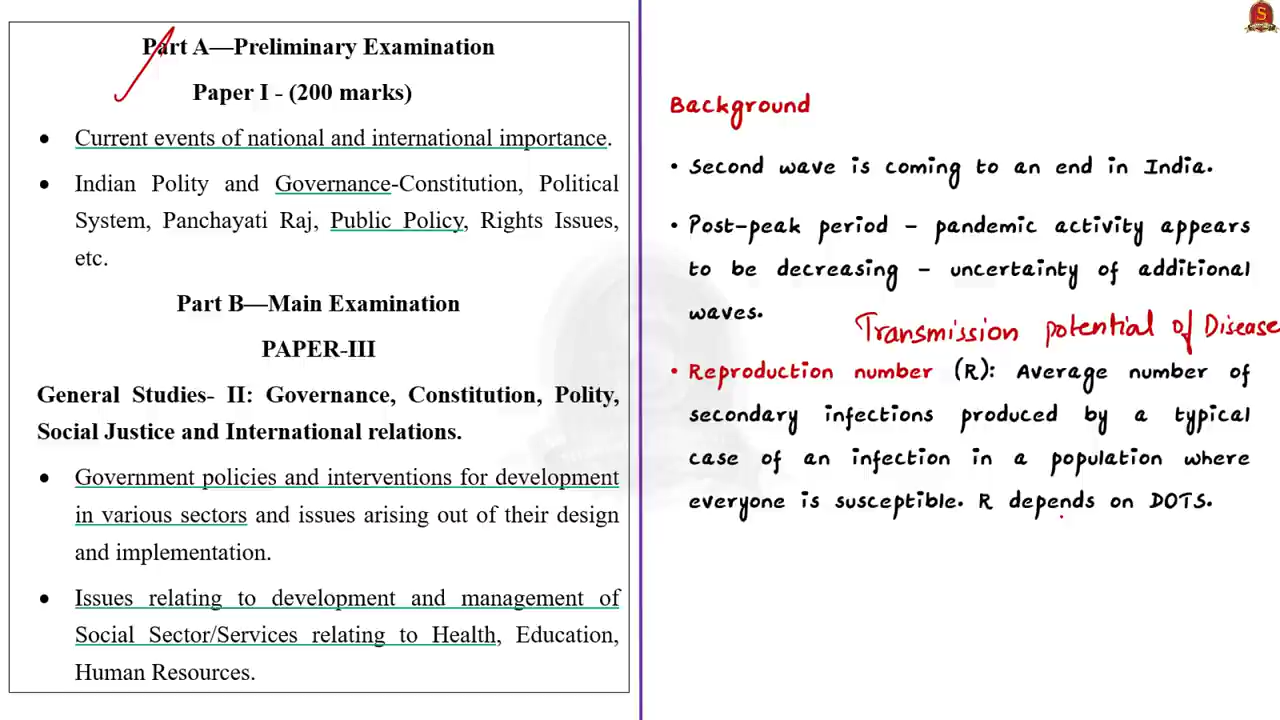 Part A—Preliminary Examination
Paper I - (200 marks)
• Current events of national and international importance.
• Indian Polity and Governance-Constitution, Political
System, Panchayati Raj, Public Policy, Rights Issues,
etc.
Part B—Main Examination
PAPER-III
General Studies- II: Governance, Constitution, Polity,
Social Justice and International relations.
• Government policies and interventions for development
in various sectors and issues arising out of their design
and implementation.
• Issues relating to development and management of
Social Sector/Services relating to Health, Education,
Human Resources.
Background
• Second wave is coming to an end in India.
• Post-peak period – pandemic activity appears
to be decreasing – uncertainty of additional
waves.
Transmission potential of Disease
• Reproduction number (R): Average number of
secondary infections produced by a typical
case of an infection in a population where
everyone is susceptible. R depends on DOTS.
S